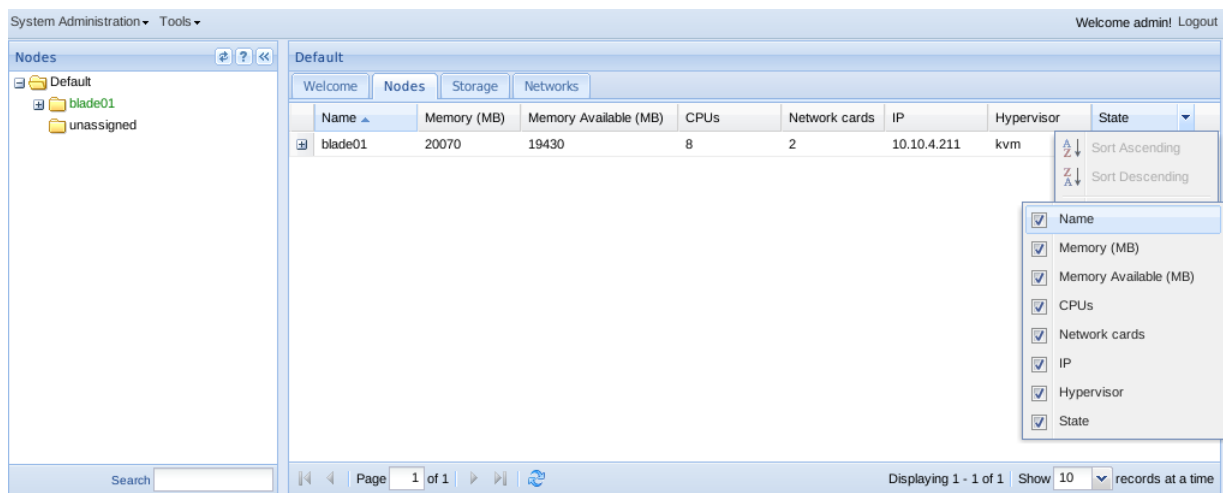 System Administration Tools Welcome admin! Logout
Nodes ? Default
Default
Welcome Nodes Storage Networks
blade01
Name Memory (MB) Memory Available (MB) CPUs Network cards IP Hypervisor State
unassigned
blade01 20070 19430 8 2 10.10.4.211 kvm
A Z Sort Ascending
Z A Sort Descending
Name
Memory (MB)
Memory Available (MB)
CPUs
Network cards
IP
Hypervisor
State
Search Page 1 of 1 Displaying 1 - 1 of 1 Show 10 records at a time